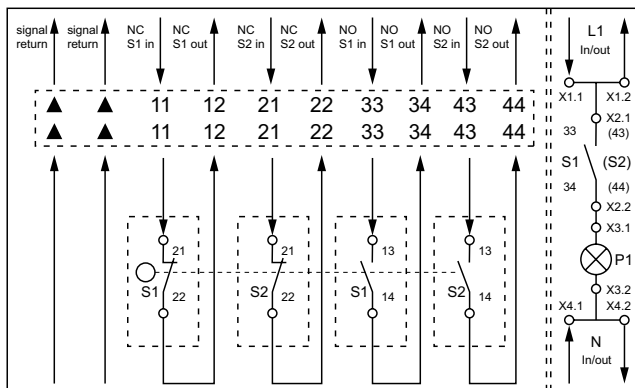 signal return
signal return
NC S1 in
NC S1 out
NC S2 in
NC S2 out
NO S1 in
NO S1 out
NO S2 in
NO S2 out
▲ ▲ 11 12 21 22 33 34 43 44
▲ ▲ 11 12 21 22 33 34 43 44
21 21 13 13
S1 S2 S1 S2
22 22 14 14
L1
In/out
X1.1 X1.2
X2.1
33 (43)
S1 (S2)
34 (44)
X2.2
X3.1
P1
X3.2
X4.1 X4.2
N
In/out